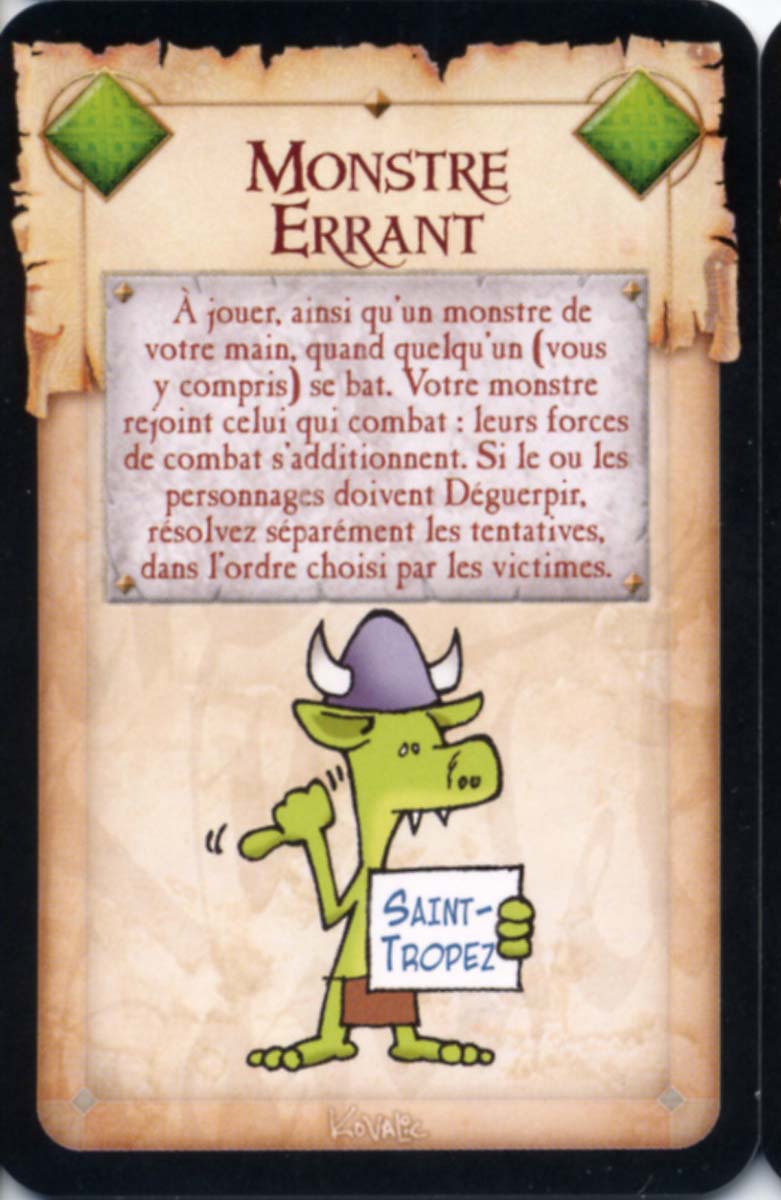 MONSTRE
ERRANT
À jouer, ainsi qu'un monstre de
votre main, quand quelqu'un (vous
y compris) se bat. Votre monstre
rejoint celui qui combat : leurs forces
de combat s'additionnent. Si le ou les
personnages doivent Déguerpir,
résolvez séparément les tentatives,
dans l'ordre choisi par les victimes.
SAINT-
TROPEZ
KOVALIC